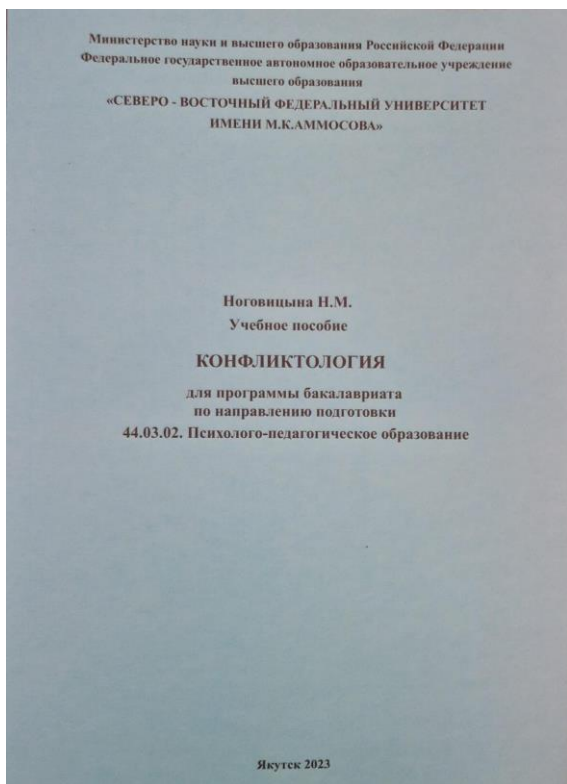 Министерство науки и высшего образования Российской Федерации
Федеральное государственное автономное образовательное учреждение
высшего образования
«СЕВЕРО - ВОСТОЧНЫЙ ФЕДЕРАЛЬНЫЙ УНИВЕРСИТЕТ
ИМЕНИ М.К.АММОСОВА»
Ноговицына Н.М.
Учебное пособие
КОНФЛИКТОЛОГИЯ
для программы бакалавриата
по направлению подготовки
44.03.02. Психолого-педагогическое образование
Якутск 2023